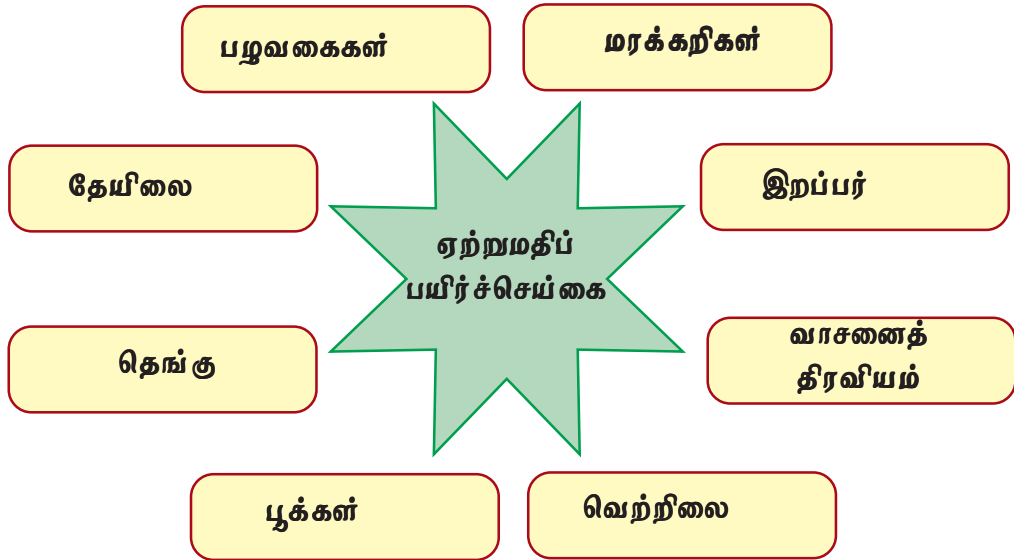 பழவகைகள்
மரக்கறிகள்
தேயிலை
இறப்பர்
ஏற்றுமதிப்
பயிர்ச்செய்கை
தெங்கு
வாசனைத்
திரவியம்
பூக்கள்
வெற்றிலை